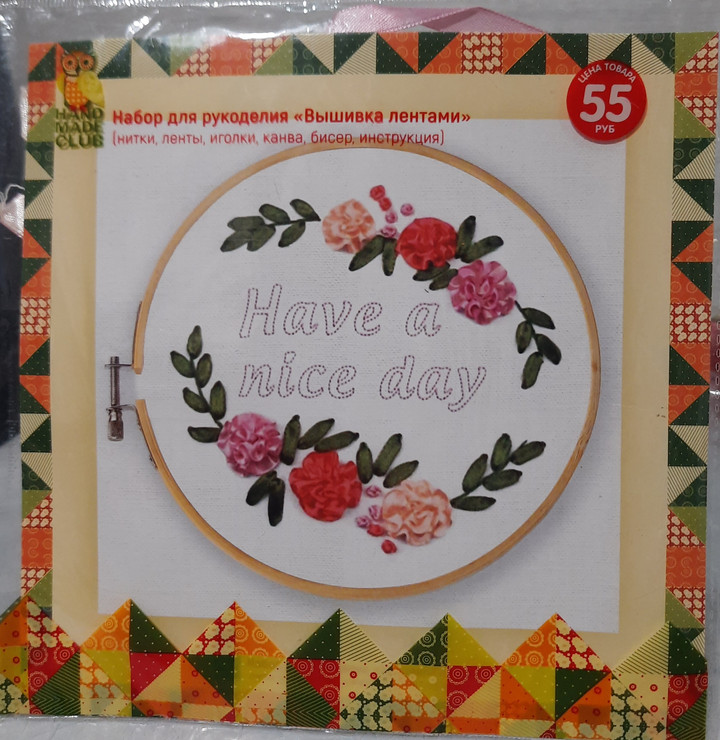 HAND
MADE
CLUB
Набор для рукоделия «Вышивка лентами»
(нитки, ленты, иголки, канва, бисер, инструкция)
ЦЕНА ТОВАРА
55
РУБ
Have a
nice day